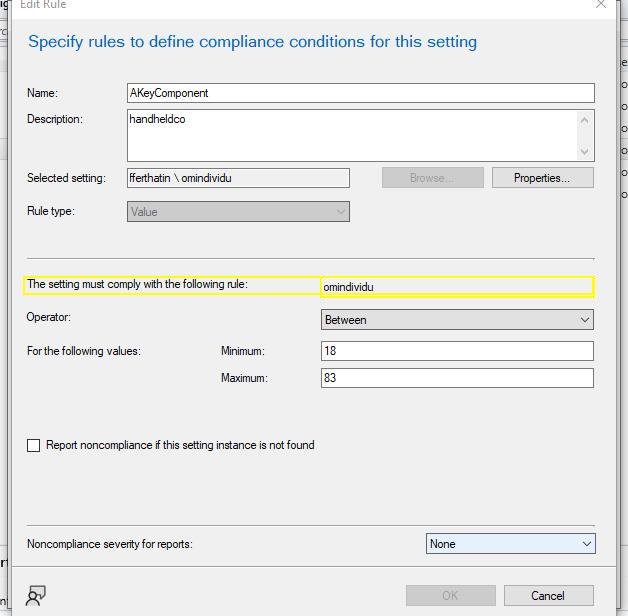 Edit Rule
Specify rules to define compliance conditions for this setting
Name: AKeyComponent
Description: handheldco
Selected setting: fferthatin \ omindividu Browse... Properties...
Rule type: Value
The setting must comply with the following rule: omindividu
Operator: Between
For the following values: Minimum: 18
Maximum: 83
Report noncompliance if this setting instance is not found
Noncompliance severity for reports: None
OK Cancel